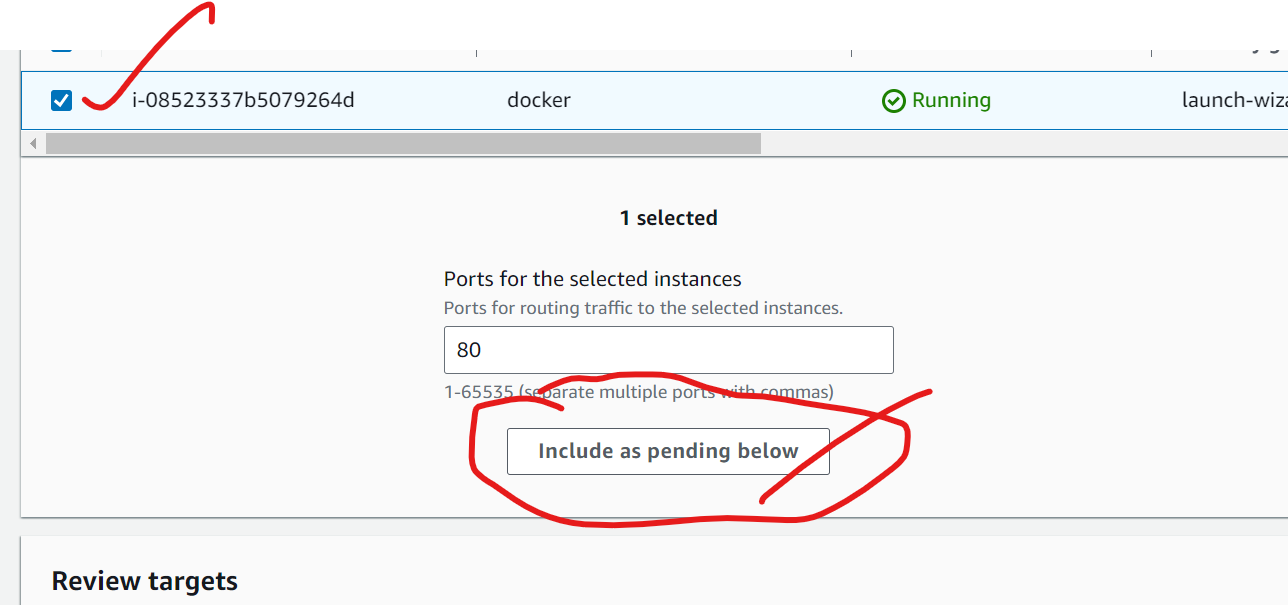 i-08523337b5079264d docker Running launch-wiza
1 selected
Ports for the selected instances
Ports for routing traffic to the selected instances.
80
1-65535 (separate multiple ports with commas)
Include as pending below
Review targets